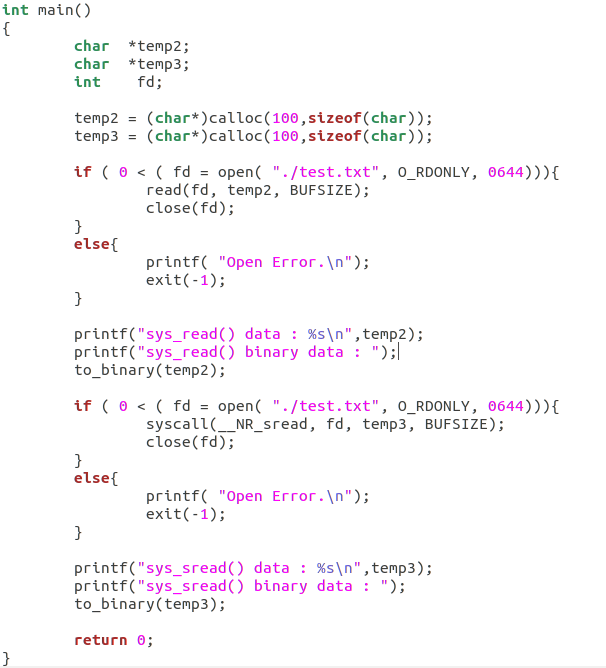 int main()
{
        char  *temp2;
        char  *temp3;
        int    fd;

        temp2 = (char*)calloc(100,sizeof(char));
        temp3 = (char*)calloc(100,sizeof(char));

        if ( 0 < ( fd = open( "./test.txt", O_RDONLY, 0644))){
                read(fd, temp2, BUFSIZE);
                close(fd);
        }
        else{
                printf( "Open Error.\n");
                exit(-1);
        }

        printf("sys_read() data : %s\n",temp2);
        printf("sys_read() binary data : ");
        to_binary(temp2);

        if ( 0 < ( fd = open( "./test.txt", O_RDONLY, 0644))){
                syscall(__NR_sread, fd, temp3, BUFSIZE);
                close(fd);
        }
        else{
                printf( "Open Error.\n");
                exit(-1);
        }

        printf("sys_sread() data : %s\n",temp3);
        printf("sys_sread() binary data : ");
        to_binary(temp3);

        return 0;
}